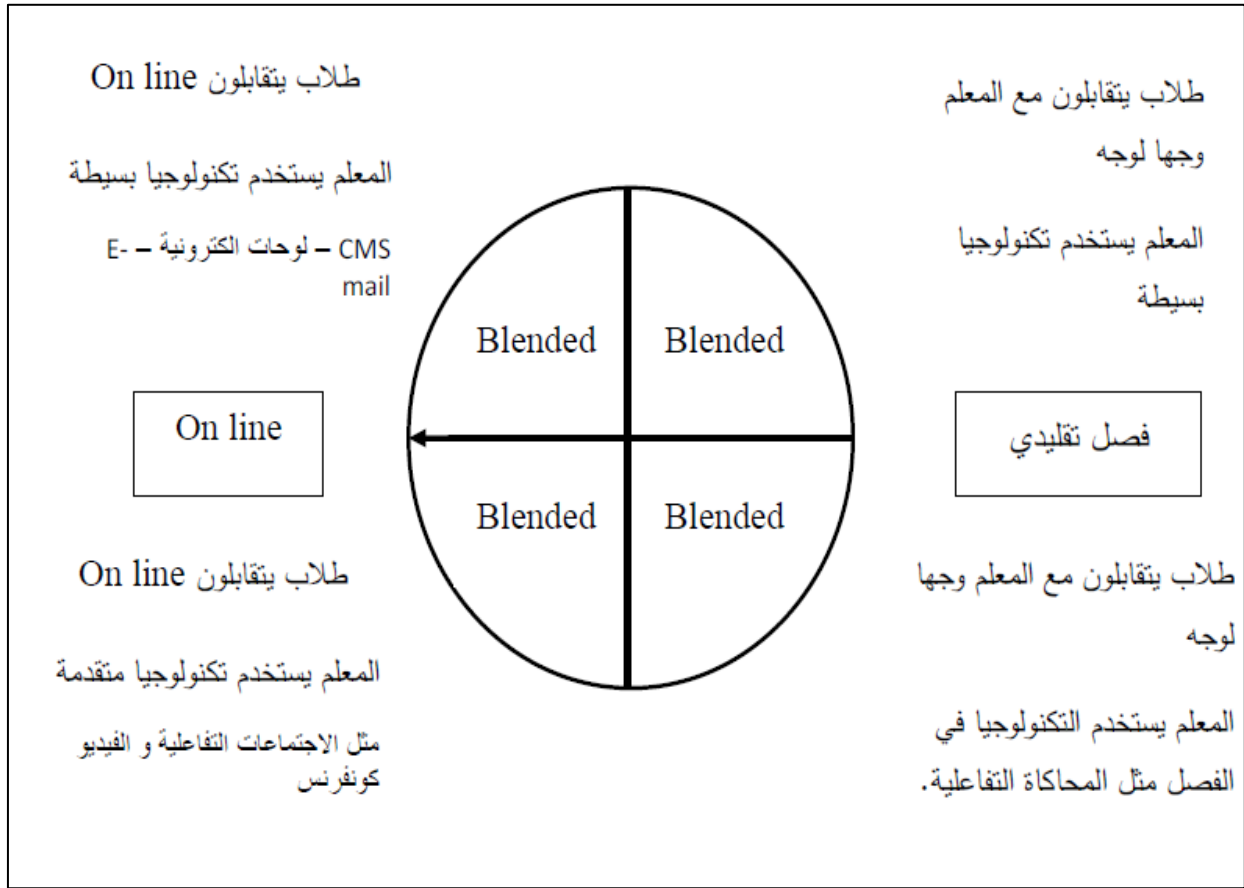 طلاب يتقابلون مع المعلم
وجها لوجه
المعلم يستخدم تكنولوجيا
بسيطة
طلاب يتقابلون On line
المعلم يستخدم تكنولوجيا بسيطة
CMS – لوحات الكترونية – E-
mail
Blended
Blended
فصل تقليدي
On line
Blended
Blended
طلاب يتقابلون مع المعلم وجها
لوجه
المعلم يستخدم التكنولوجيا في
الفصل مثل المحاكاة التفاعلية.
طلاب يتقابلون On line
المعلم يستخدم تكنولوجيا متقدمة
مثل الاجتماعات التفاعلية و الفيديو
كونفرنس